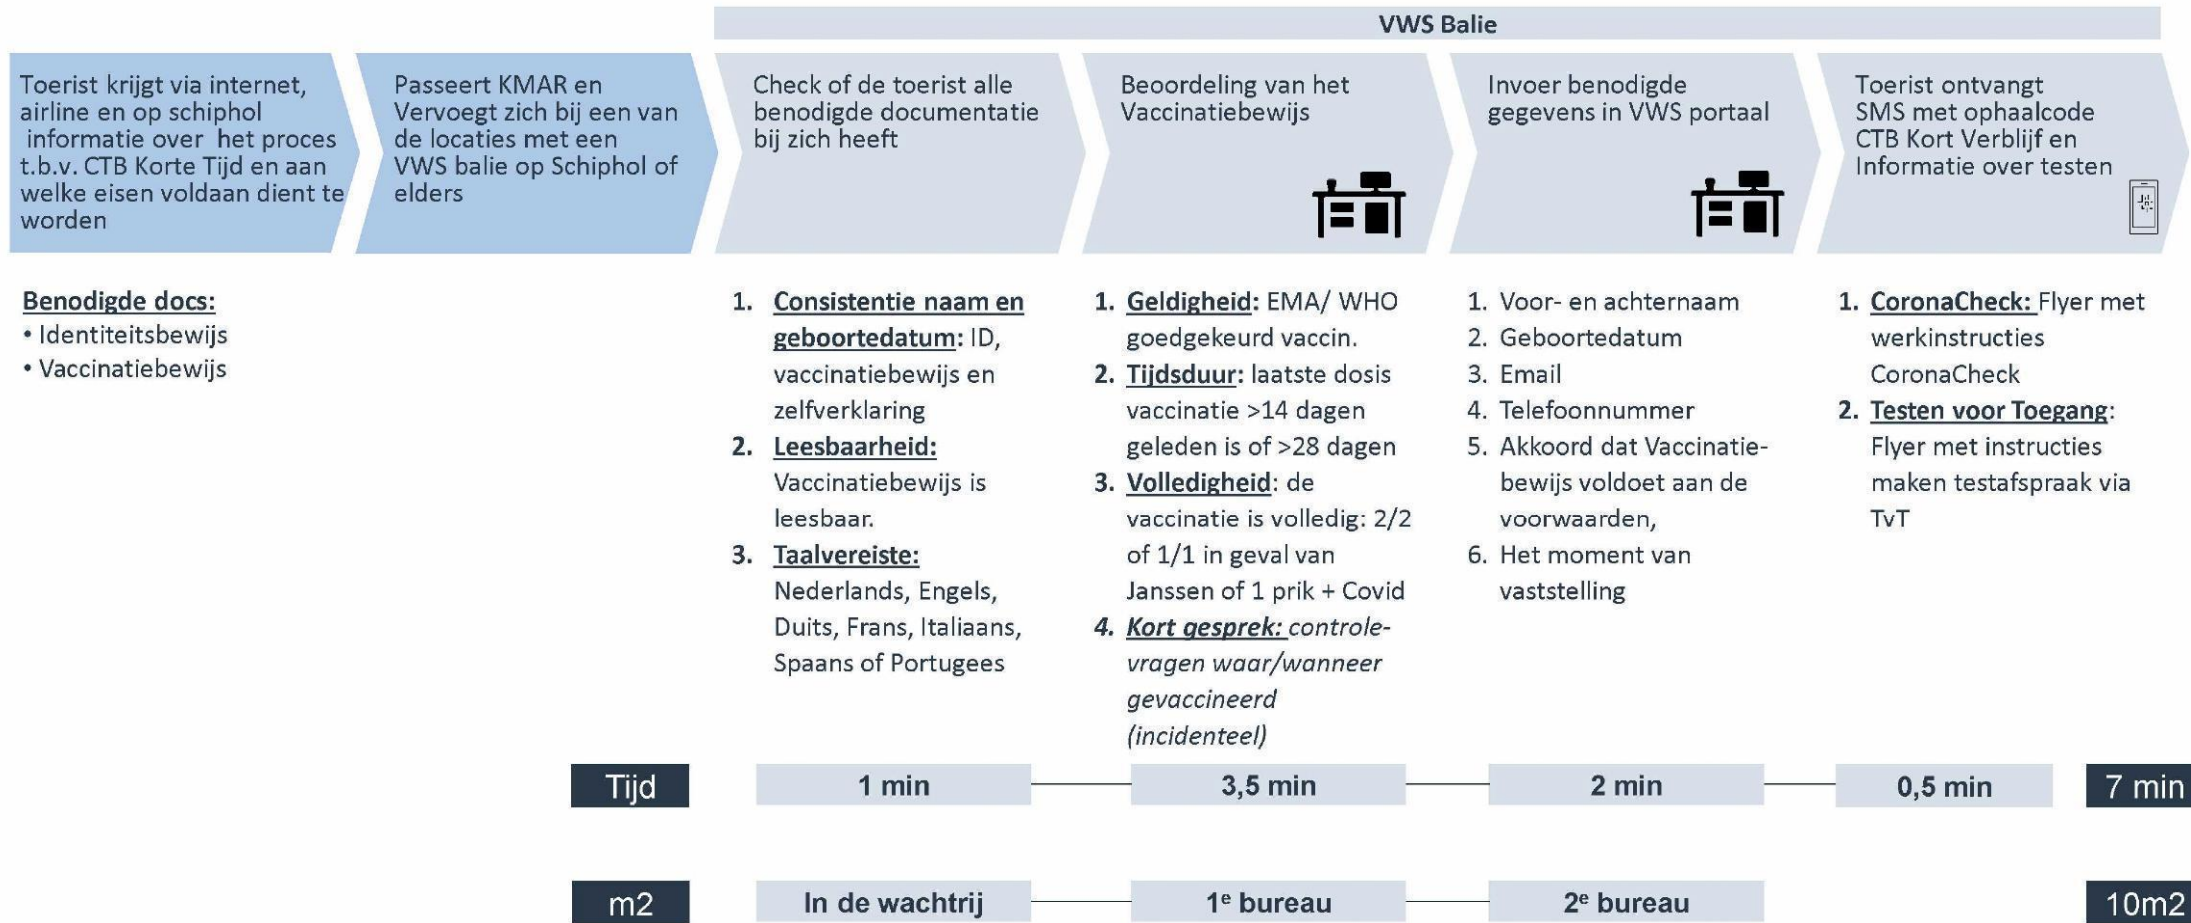 VWS Balie
Toerist krijgt via internet,
airline en op schiphol
informatie over het proces
t.b.v. CTB Korte Tijd en aan
welke eisen voldaan dient te
worden
Passeert KMAR en
Vervoegt zich bij een van
de locaties met een
VWS balie op Schiphol of
elders
Check of de toerist alle
benodigde documentatie
bij zich heeft
Beoordeling van het
Vaccinatiebewijs
Invoer benodigde
gegevens in VWS portaal
Toerist ontvangt
SMS met ophaalcode
CTB Kort Verblijf en
Informatie over testen
Benodigde docs:
• Identiteitsbewijs
• Vaccinatiebewijs
1. Consistentie naam en
geboortedatum: ID,
vaccinatiebewijs en
zelfverklaring
2. Leesbaarheid:
Vaccinatiebewijs is
leesbaar.
3. Taalvereiste:
Nederlands, Engels,
Duits, Frans, Italiaans,
Spaans of Portugees
1. Geldigheid: EMA/ WHO
goedgekeurd vaccin.
2. Tijdsduur: laatste dosis
vaccinatie >14 dagen
geleden is of >28 dagen
3. Volledigheid: de
vaccinatie is volledig: 2/2
of 1/1 in geval van
Janssen of 1 prik + Covid
4. Kort gesprek: controle-
vragen waar/wanneer
gevaccineerd
(incidenteel)
1. Voor- en achternaam
2. Geboortedatum
3. Email
4. Telefoonnummer
5. Akkoord dat Vaccinatie-
bewijs voldoet aan de
voorwaarden,
6. Het moment van
vaststelling
1. CoronaCheck: Flyer met
werkinstructies
CoronaCheck
2. Testen voor Toegang:
Flyer met instructies
maken testafspraak via
TvT
Tijd
1 min
3,5 min
2 min
0,5 min
7 min
m2
In de wachtrij
1e bureau
2e bureau
10m2